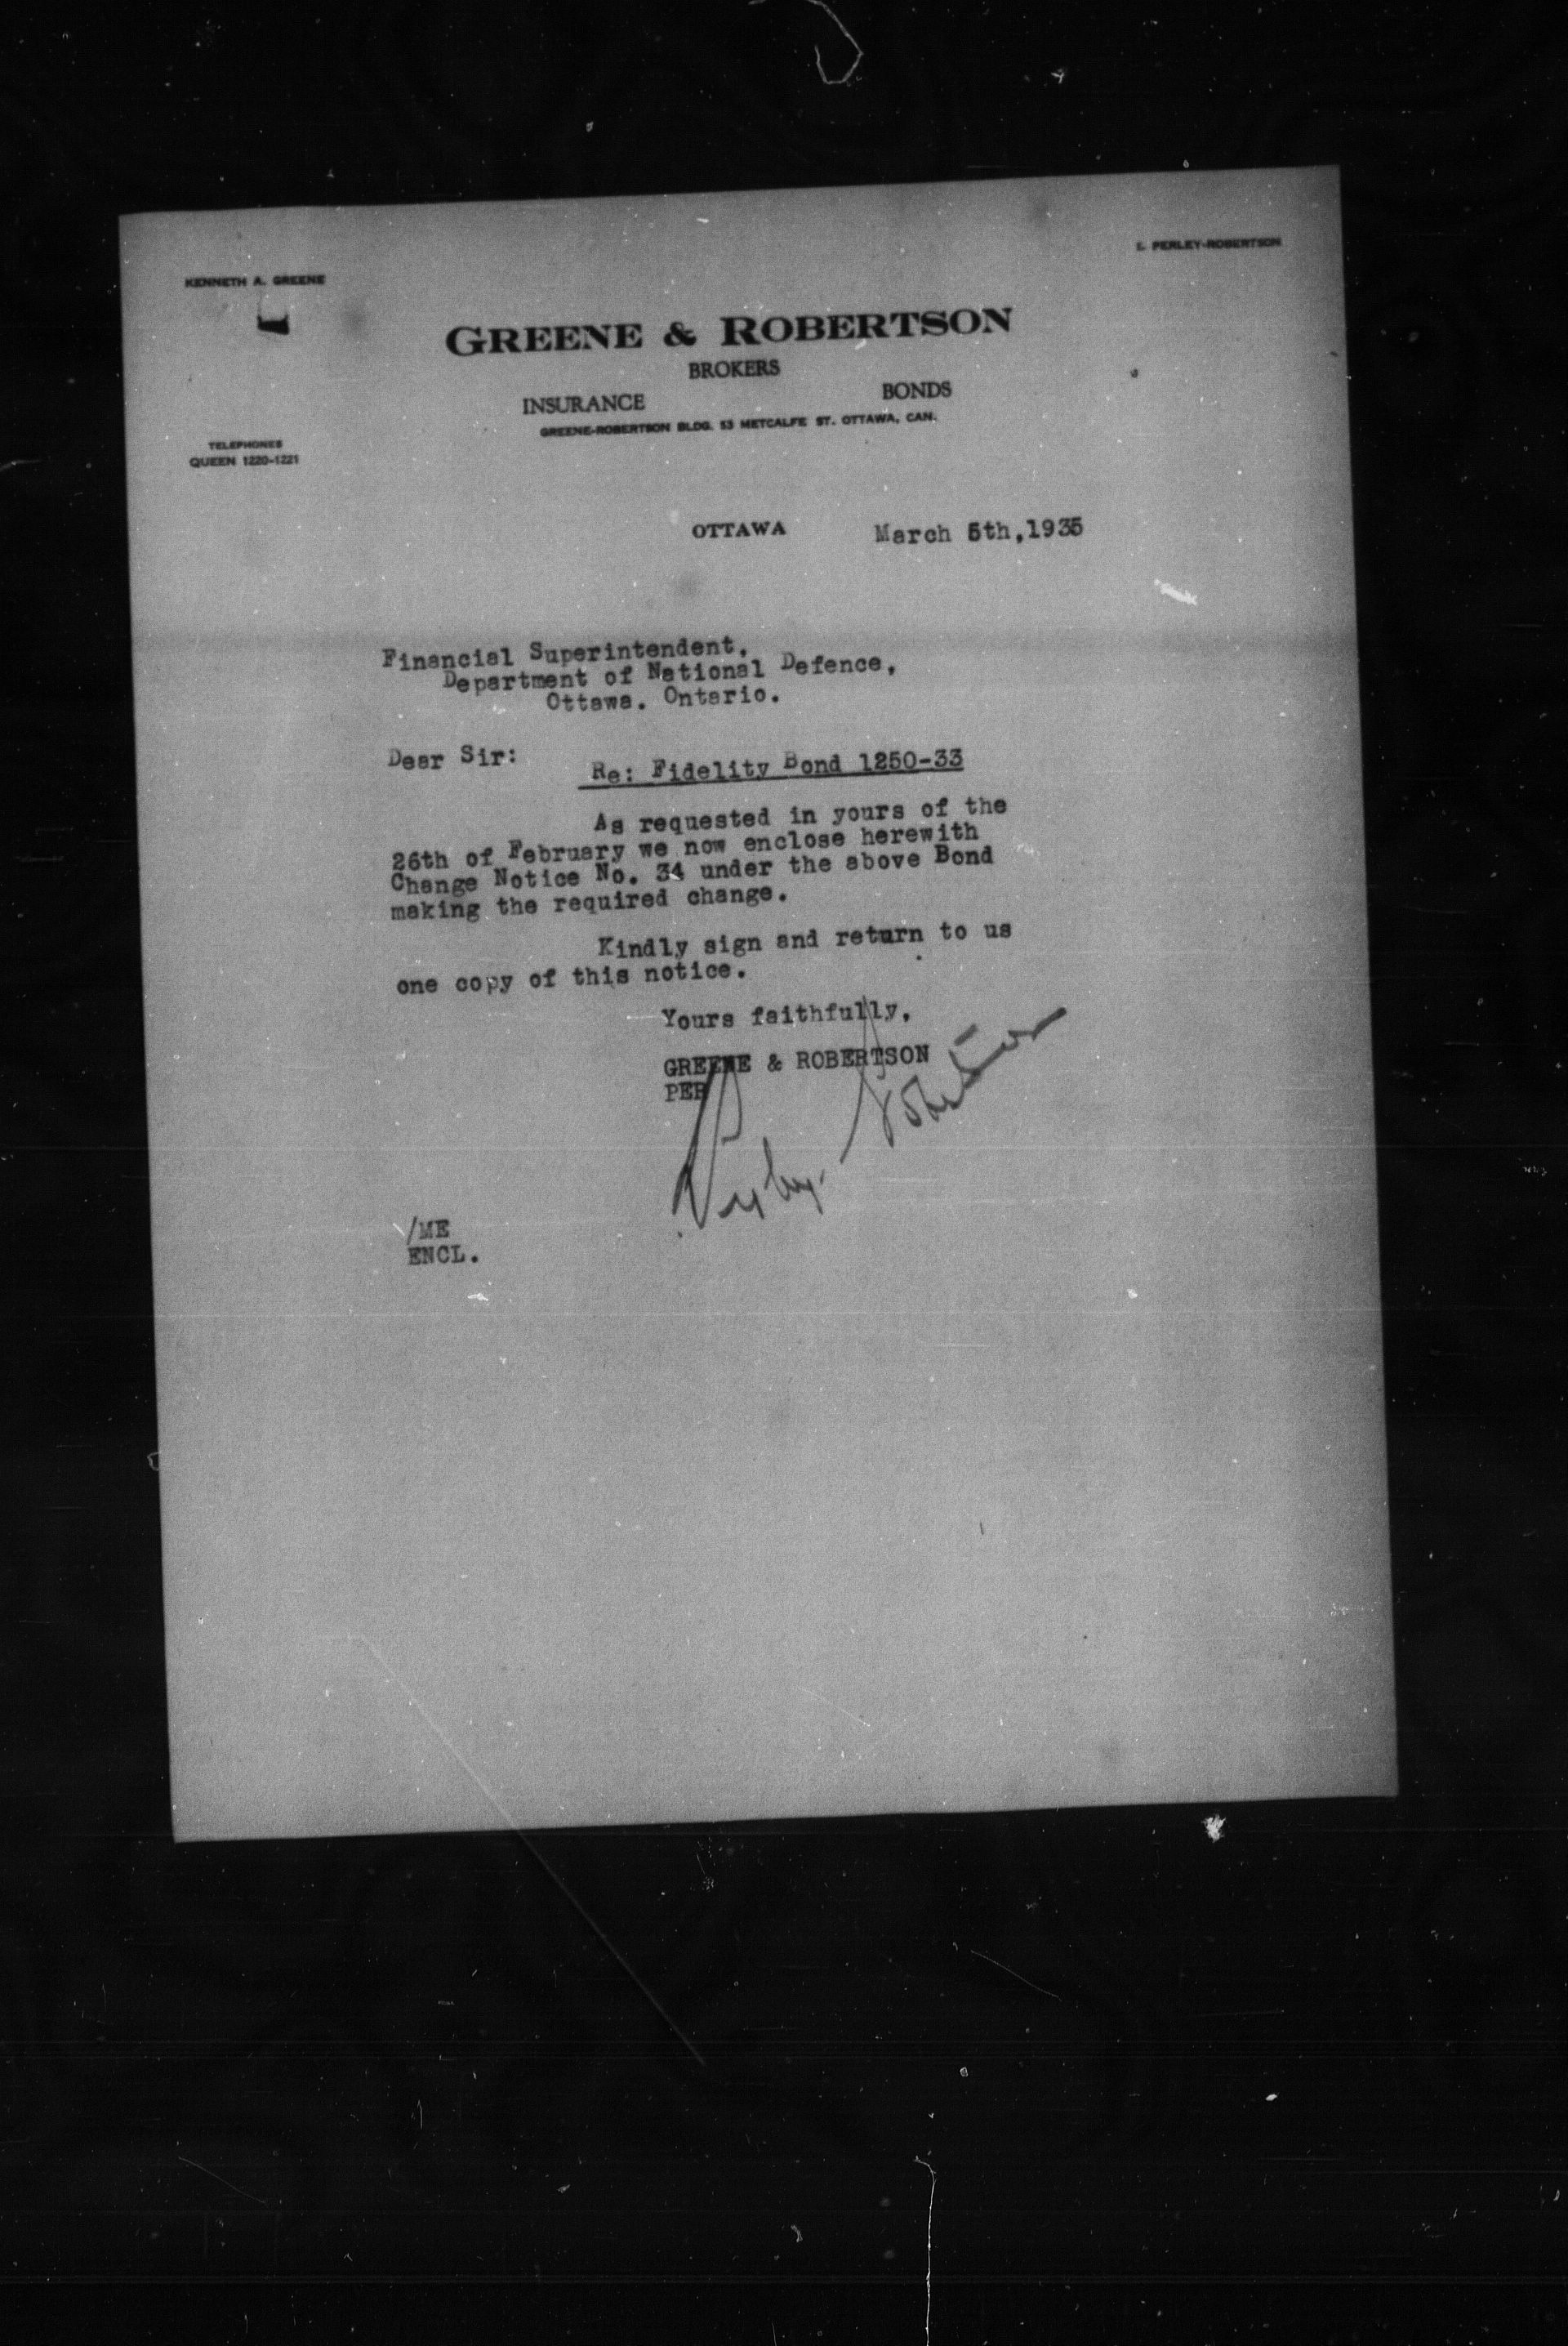 KENNETH A. GREENE
PERLEY-ROBERTSON
GREENE & ROBERTSON
BROKERS
INSURANCE BONDS
GREENE-ROBERTSON BLDG. 53 METCALFE ST. OTTAWA, CAN.
TELEPHONES
QUEEN 1220-1221
OTTAWA March 5th,1935
Financial Superintendent,
Department of National Defence,
Ottawa. Ontario.
Dear Sir:
Re: Fidelity Bond 1250-33
As requested in yours of the
26th of February we now enclose herewith
Change Notice No. 34 under the above Bond
making the required change.
Kindly sign and return to us
one copy of this notice.
Yours faithfully,
GREENE & ROBERTSON
PER
Perley Robertson
/ME
ENCL.